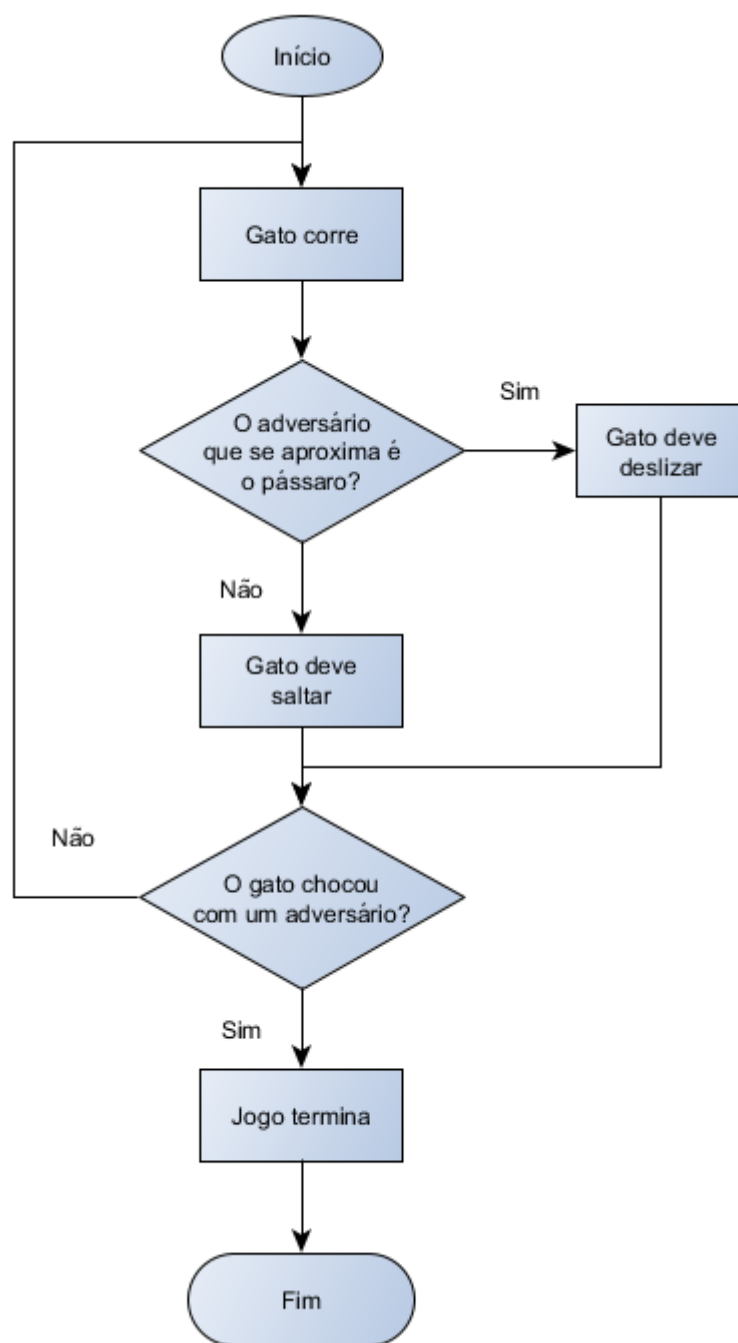 Início
Gato corre
O adversário
que se aproxima é
o pássaro?
Sim
Gato deve
deslizar
Não
Gato deve
saltar
Não
O gato chocou
com um adversário?
Sim
Jogo termina
Fim